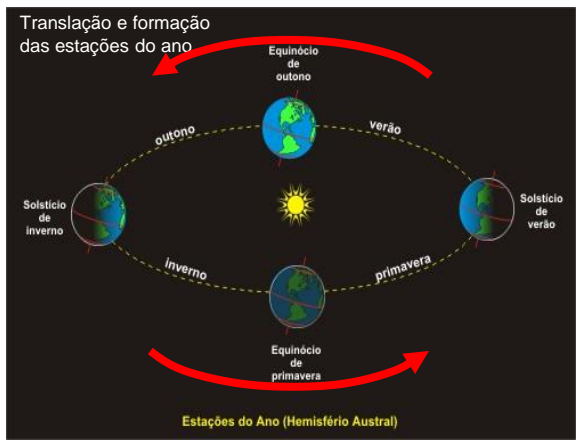 Translação e formação
das estações do ano
Equinócio
de
outono
outono
verão
Solstício
de
inverno
Solstício
de
verão
inverno
primavera
Equinócio
de
primavera
Estações do Ano (Hemisfério Austral)